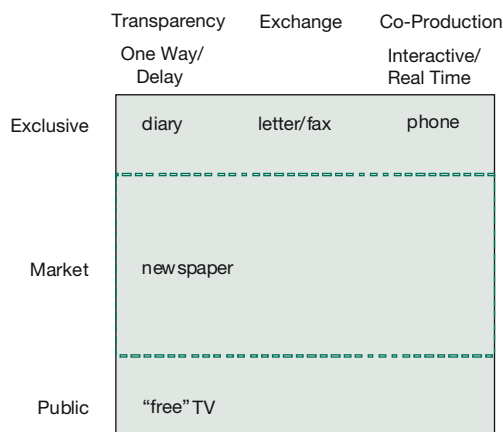 Transparency Exchange Co-Production
One Way/ Interactive/
Delay Real Time
Exclusive diary letter/fax phone
Market newspaper
Public “free” TV